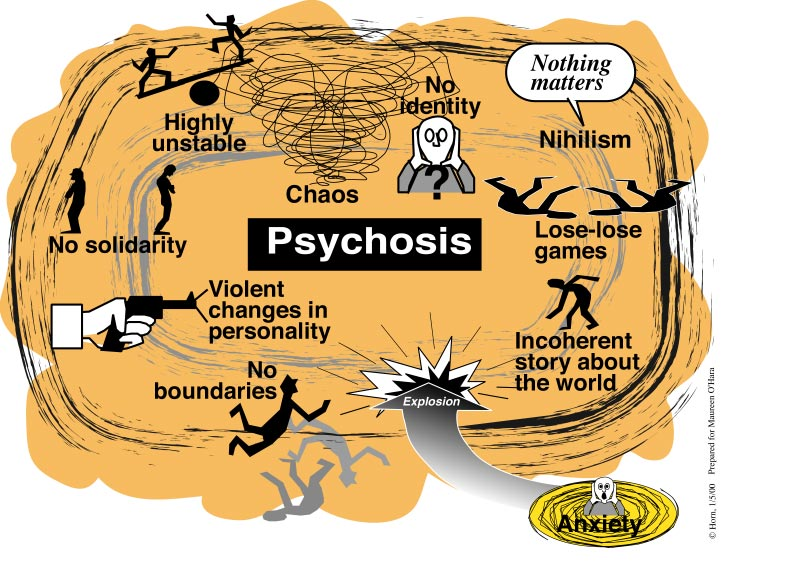 Nothing
matters
No
identity
Highly
unstable
Nihilism
Chaos
?
Psychosis
No solidarity
Lose-lose
games
Violent
changes in
personality
Incoherent
story about
the world
No
boundaries
Explosion
Anxiety
© Horn, 1/5/00 Prepared for Maureen O'Hara